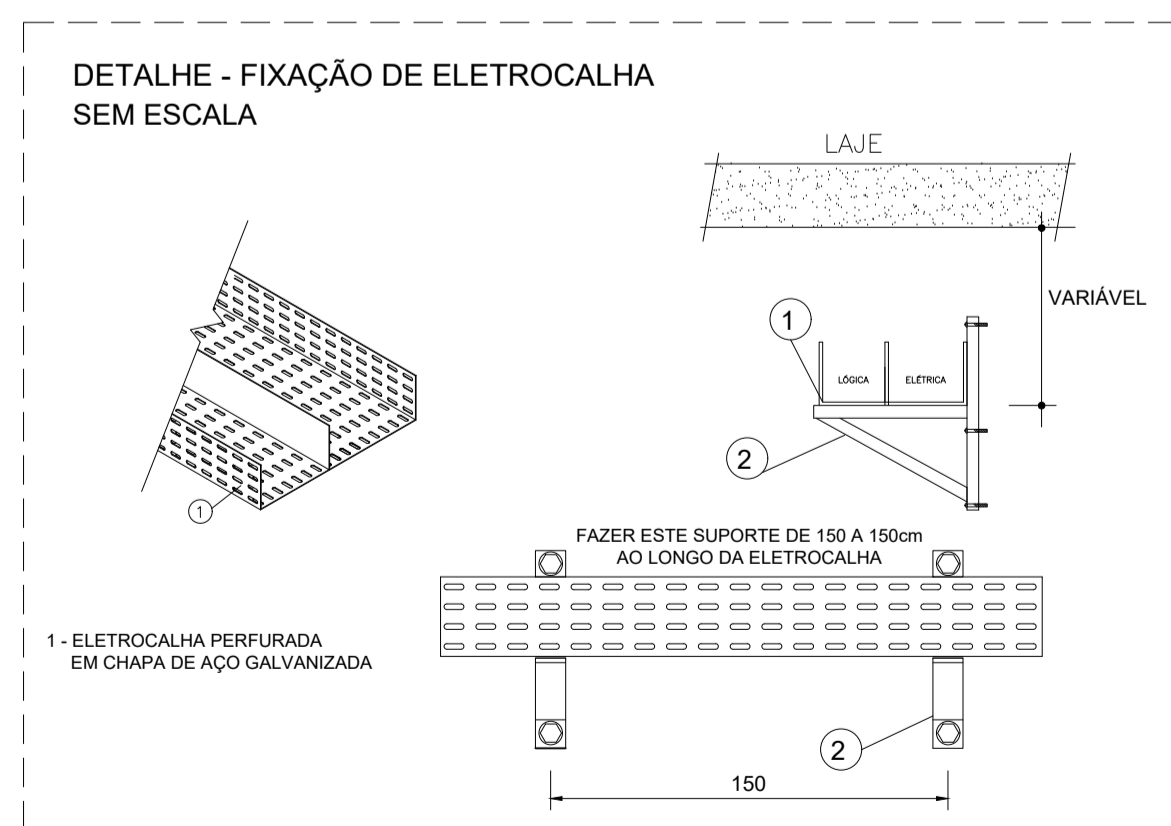 DETALHE - FIXAÇÃO DE ELETROCALHA
SEM ESCALA
LAJE
VARIÁVEL
1
LÓGICA
ELÉTRICA
2
1
FAZER ESTE SUPORTE DE 150 A 150cm
AO LONGO DA ELETROCALHA
1 - ELETROCALHA PERFURADA
EM CHAPA DE AÇO GALVANIZADA
2
150